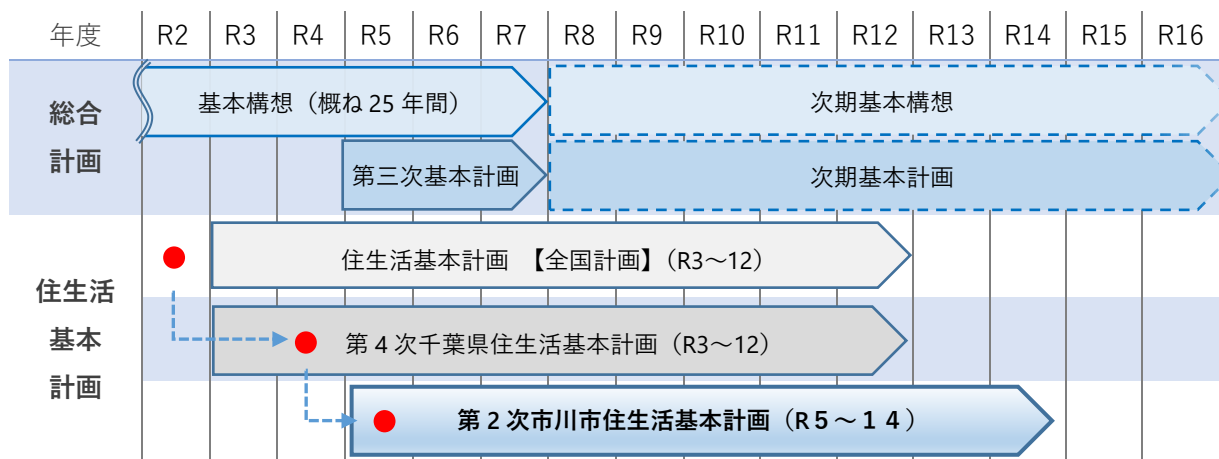 年度 R2 R3 R4 R5 R6 R7 R8 R9 R10 R11 R12 R13 R14 R15 R16
総合
計画
基本構想（概ね 25 年間）
次期基本構想
第三次基本計画
次期基本計画
住生活
基本
計画
住生活基本計画 【全国計画】（R3～12）
第 4 次千葉県住生活基本計画（R3～12）
第 2 次市川市住生活基本計画（R５～１４）